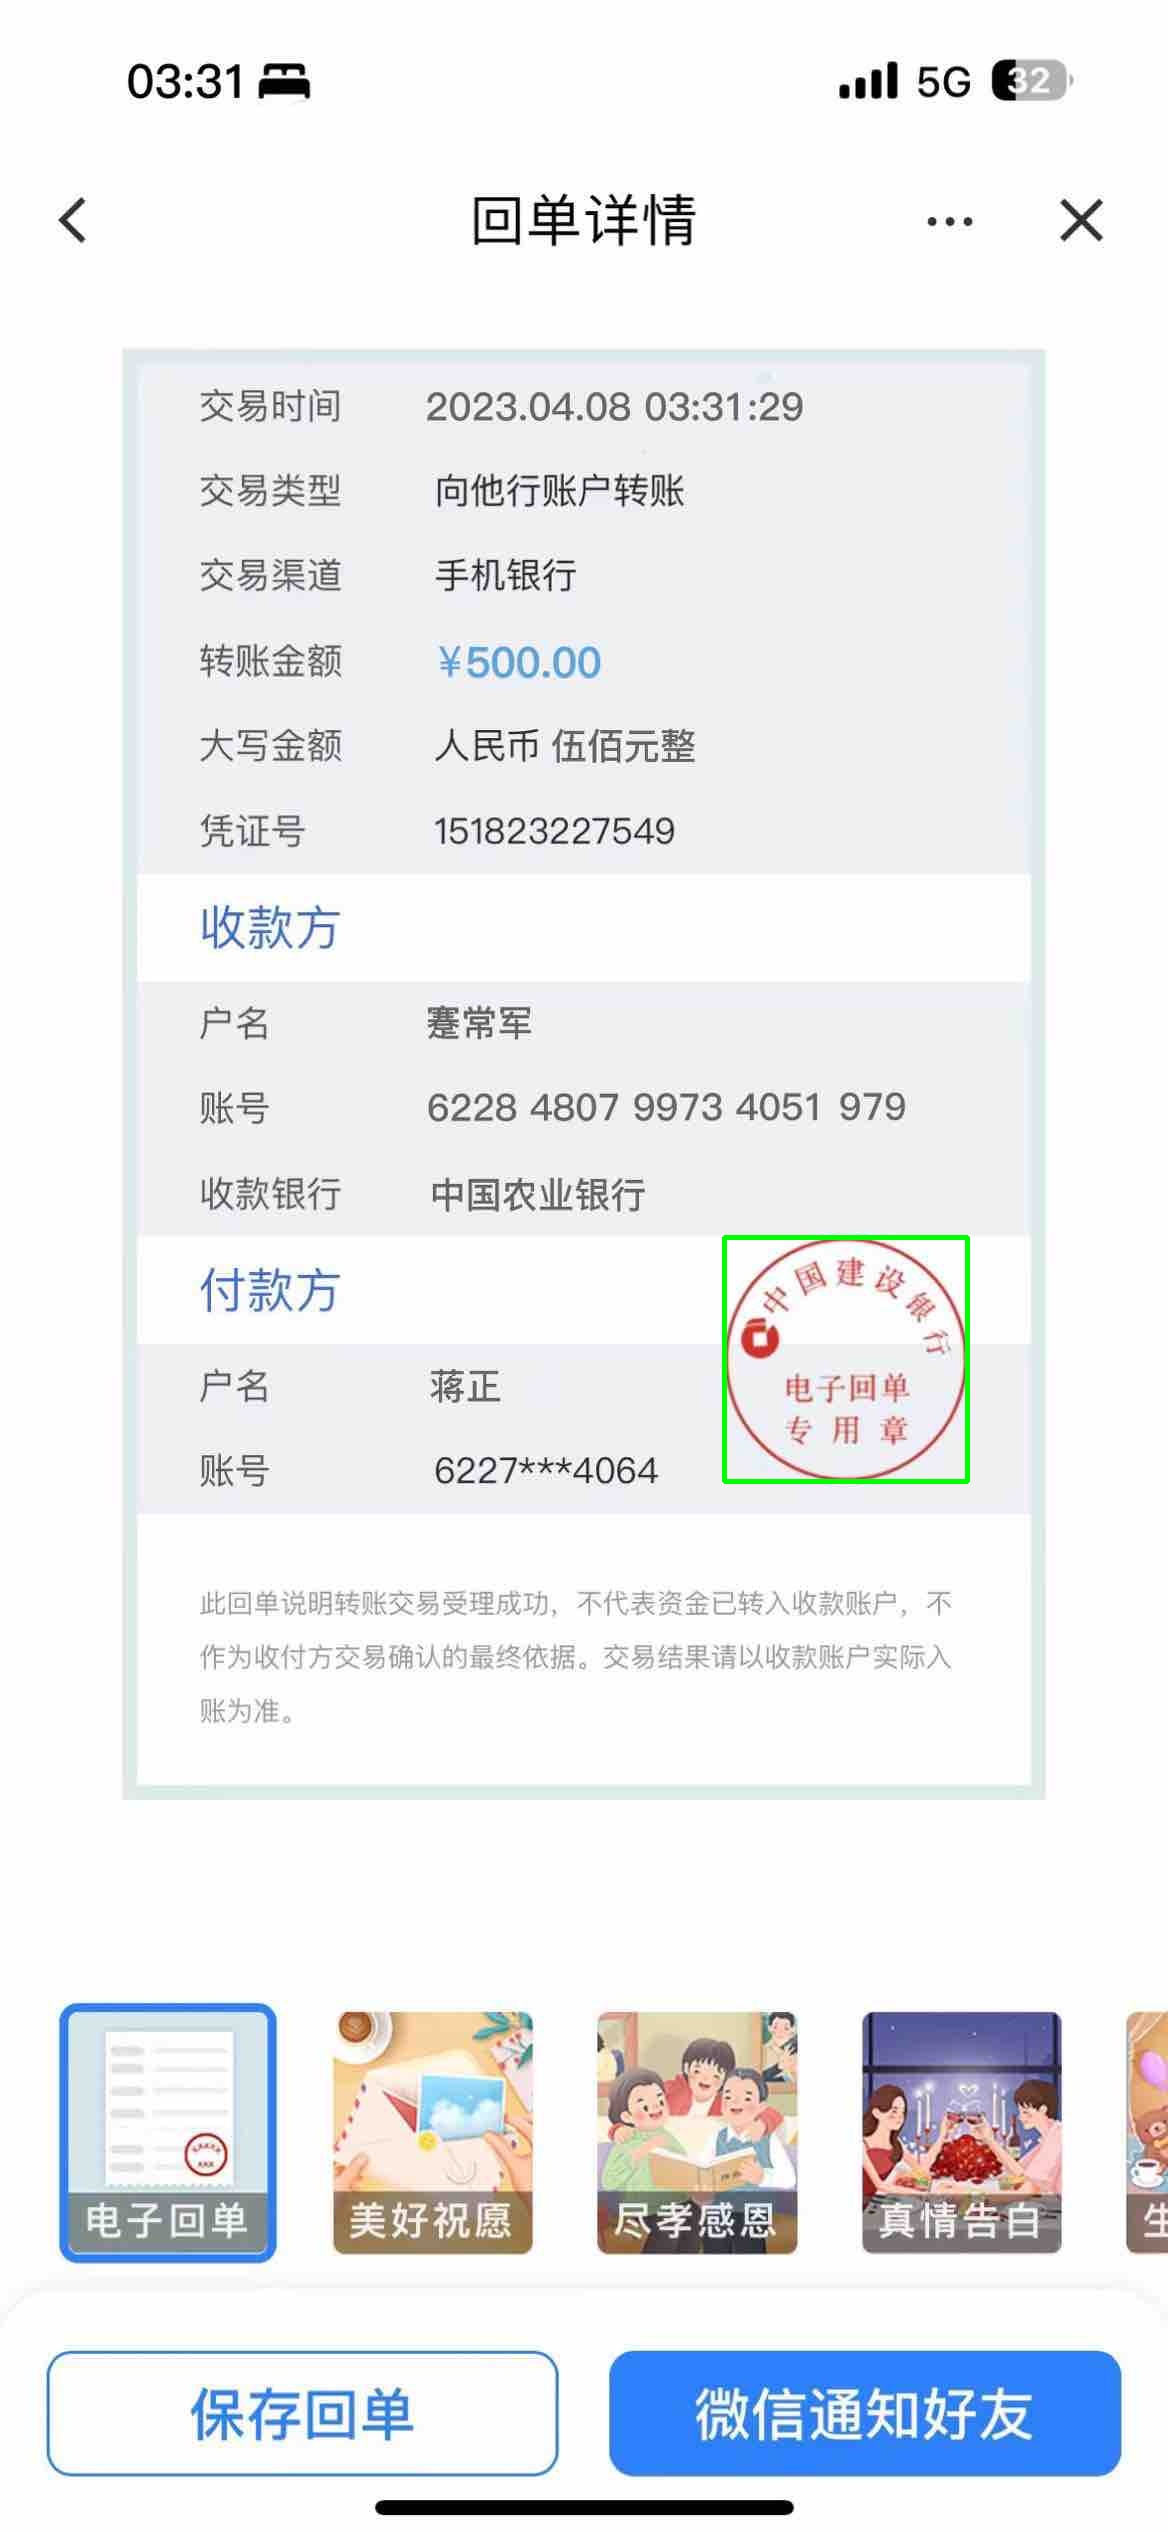 03:31 5G 32
回单详情
交易时间 2023.04.08 03:31:29
交易类型 向他行账户转账
交易渠道 手机银行
转账金额 ¥500.00
大写金额 人民币 伍佰元整
凭证号 151823227549
收款方
户名 蹇常军
账号 6228 4807 9973 4051 979
收款银行 中国农业银行
付款方
中国建设银行
电子回单
专用章
户名 蒋正
账号 6227***4064
此回单说明转账交易受理成功，不代表资金已转入收款账户，不
作为收付方交易确认的最终依据。交易结果请以收款账户实际入
账为准。
电子回单 美好祝愿 尽孝感恩 真情告白 生
保存回单 微信通知好友